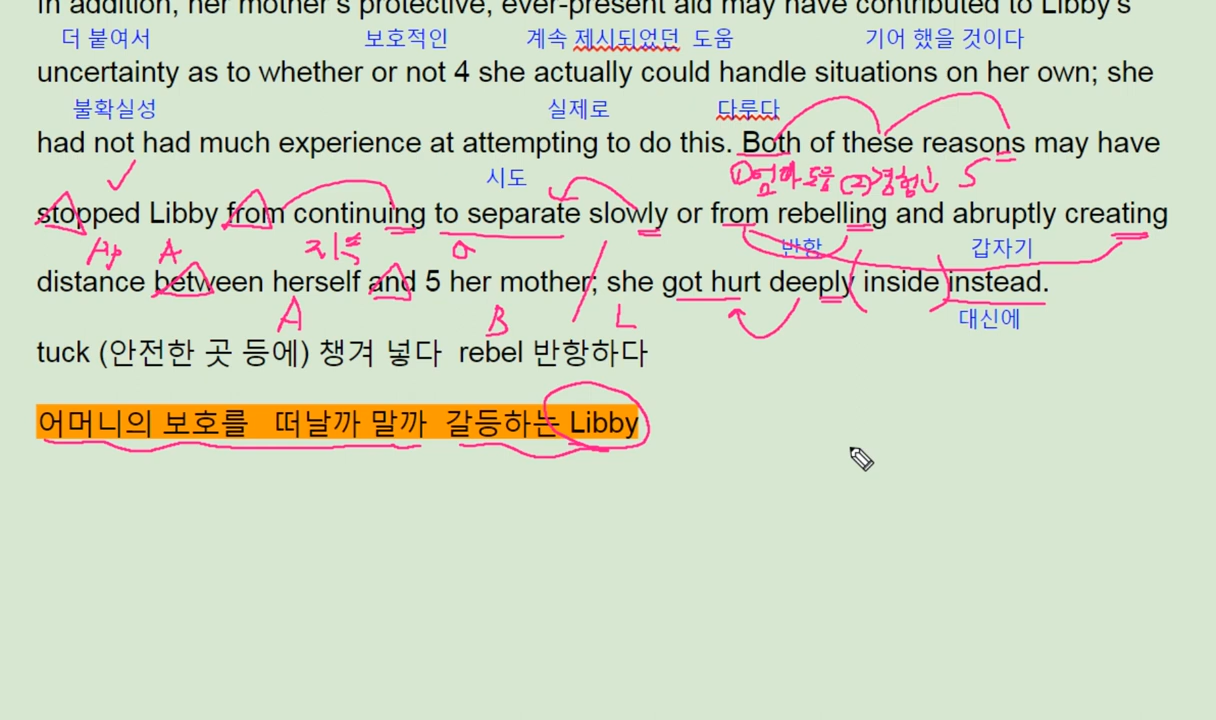 In addition, her mother's protective, ever-present aid may have contributed to Libby's
더 붙여서 보호적인 계속 제시되었던 도움 기어 했을 것이다
uncertainty as to whether or not 4 she actually could handle situations on her own; she
불확실성 실제로 다루다
had not had much experience at attempting to do this. Both of these reasons may have
시도 ①엄마 도움 (2)경험 S
stopped Libby from continuing to separate slowly or from rebelling and abruptly creating
A 지속 반항 갑자기
distance between herself and 5 her mother; she got hurt deeply inside instead.
A B L 대신에
tuck (안전한 곳 등에) 챙겨 넣다 rebel 반항하다
어머니의 보호를 떠날까 말까 갈등하는 Libby